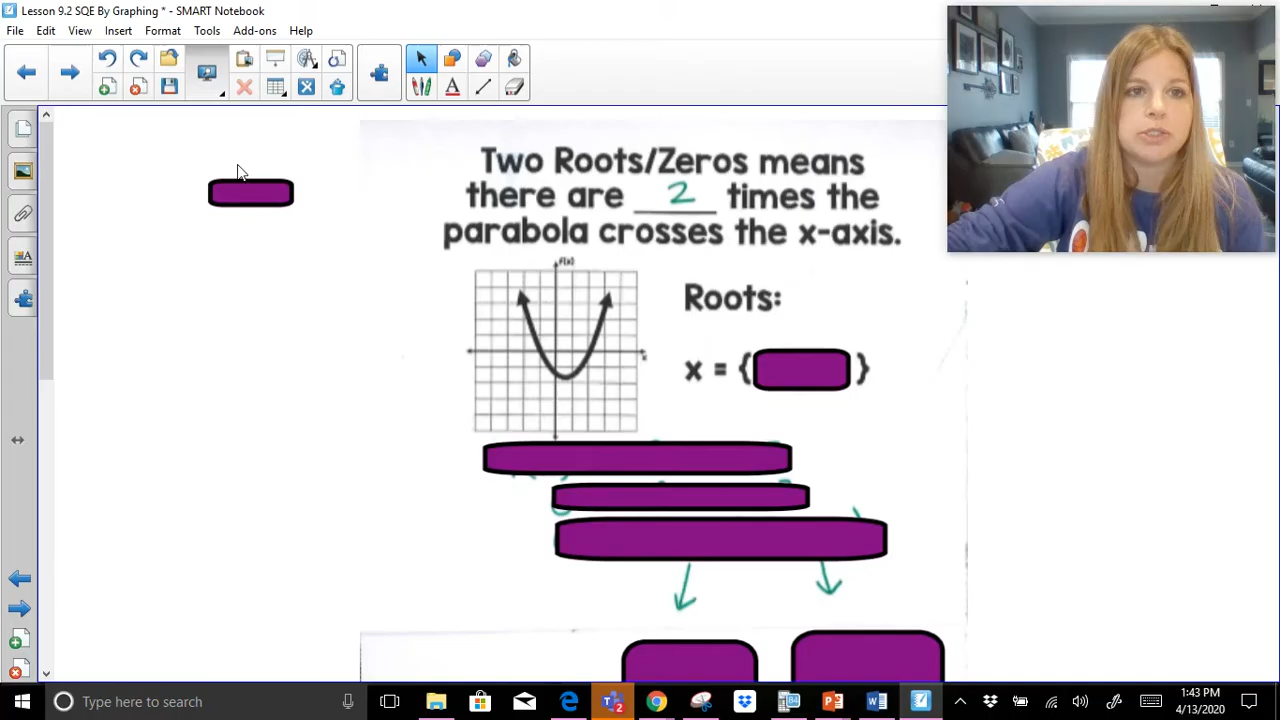 Lesson 9.2 SQE By Graphing * - SMART Notebook
File Edit View Insert Format Tools Add-ons Help
Two Roots/Zeros means
there are 2 times the
parabola crosses the x-axis.
f(x)
x
Roots:
x = { }
Type here to search
2
1:43 PM
4/13/2020